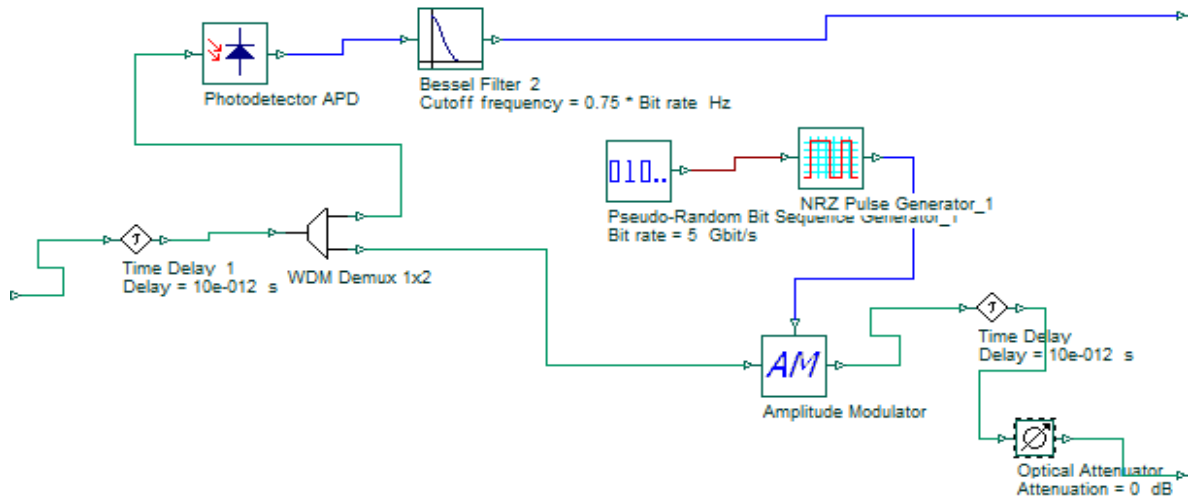 Photodetector APD
Bessel Filter 2
Cutoff frequency = 0.75 * Bit rate Hz
010..
NRZ Pulse Generator_1
Pseudo-Random Bit Sequence Generator_1
Bit rate = 5 Gbit/s
τ
Time Delay 1
Delay = 10e-012 s
WDM Demux 1x2
τ
Time Delay
Delay = 10e-012 s
AM
Amplitude Modulator
Optical Attenuator
Attenuation = 0 dB